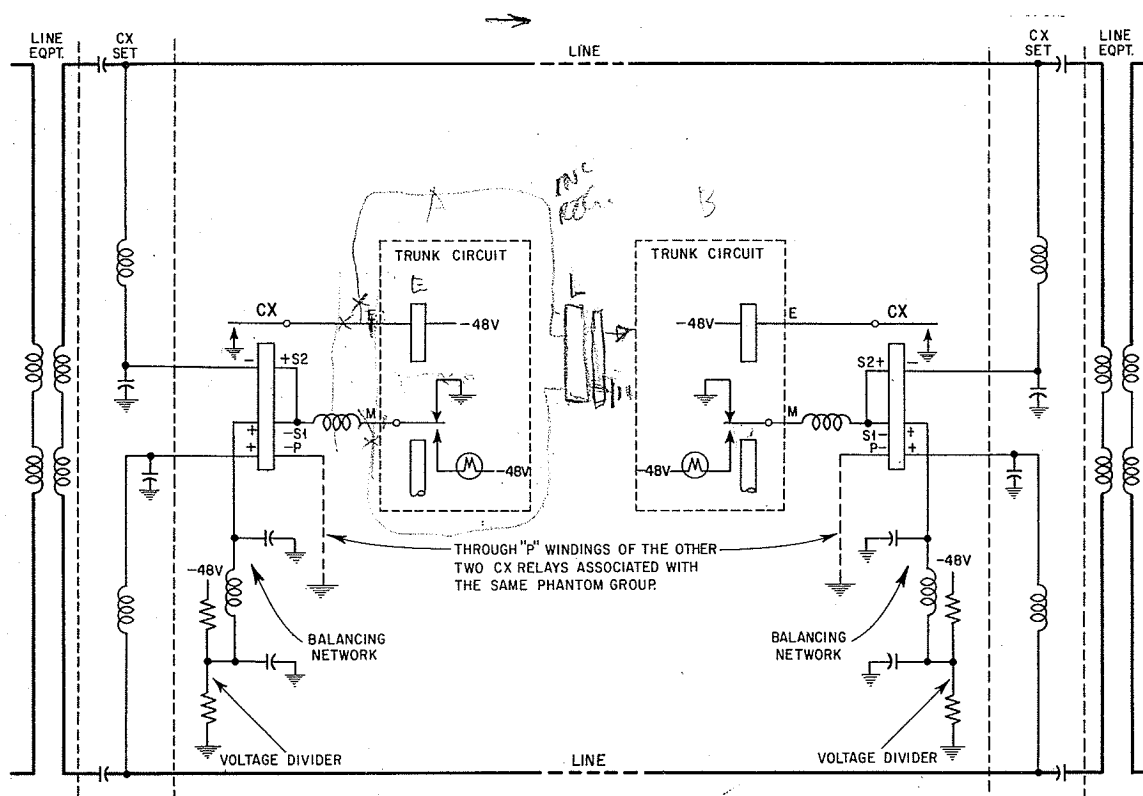 LINE
EQPT.
CX
SET
LINE
CX
SET
LINE
EQPT.
A
B
TRUNK CIRCUIT
TRUNK CIRCUIT
E
L
CX
E
-48V
-48V
E
CX
-
+S2
S2+
-
M
M
+
-S1
S1-
+
+
-P
P-
+
-48V
-48V
THROUGH "P" WINDINGS OF THE OTHER
TWO CX RELAYS ASSOCIATED WITH
THE SAME PHANTOM GROUP.
-48V
-48V
BALANCING
NETWORK
BALANCING
NETWORK
VOLTAGE DIVIDER
VOLTAGE DIVIDER
LINE